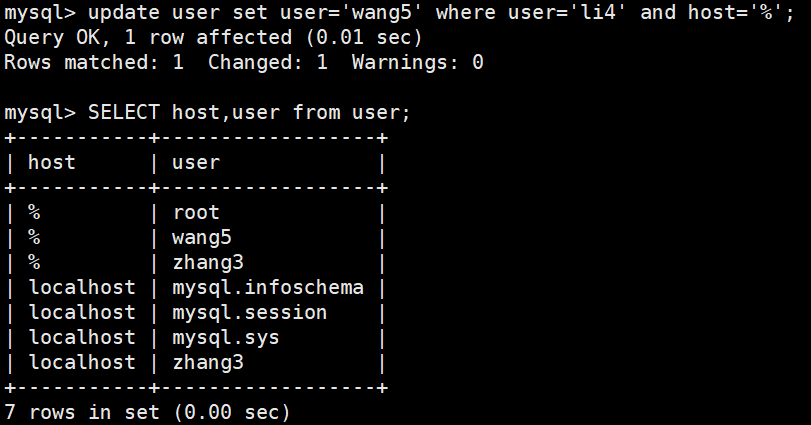 mysql> update user set user='wang5' where user='li4' and host='%';
Query OK, 1 row affected (0.01 sec)
Rows matched: 1  Changed: 1  Warnings: 0

mysql> SELECT host,user from user;
+-----------+------------------+
| host      | user             |
+-----------+------------------+
| %         | root             |
| %         | wang5            |
| %         | zhang3           |
| localhost | mysql.infoschema |
| localhost | mysql.session    |
| localhost | mysql.sys        |
| localhost | zhang3           |
+-----------+------------------+
7 rows in set (0.00 sec)